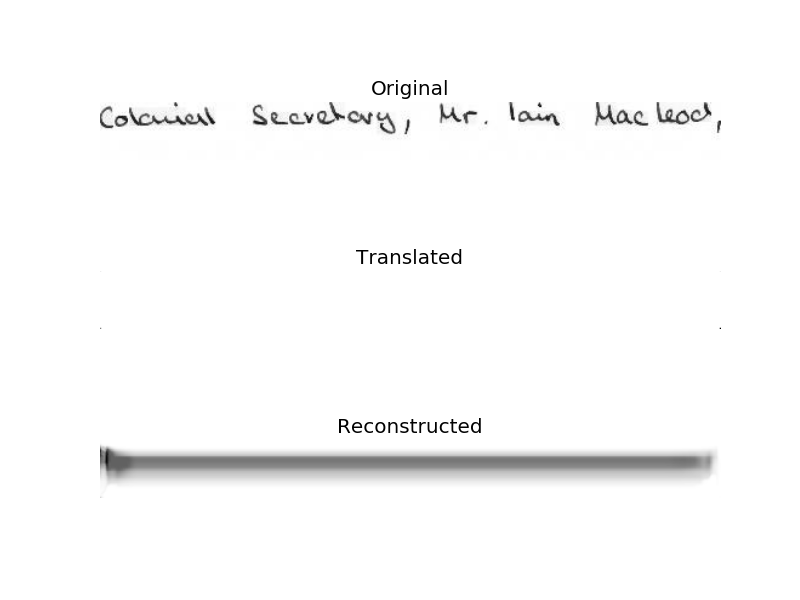 Original
Colonial Secretary, Mr. Iain Macleod,
Translated
Reconstructed